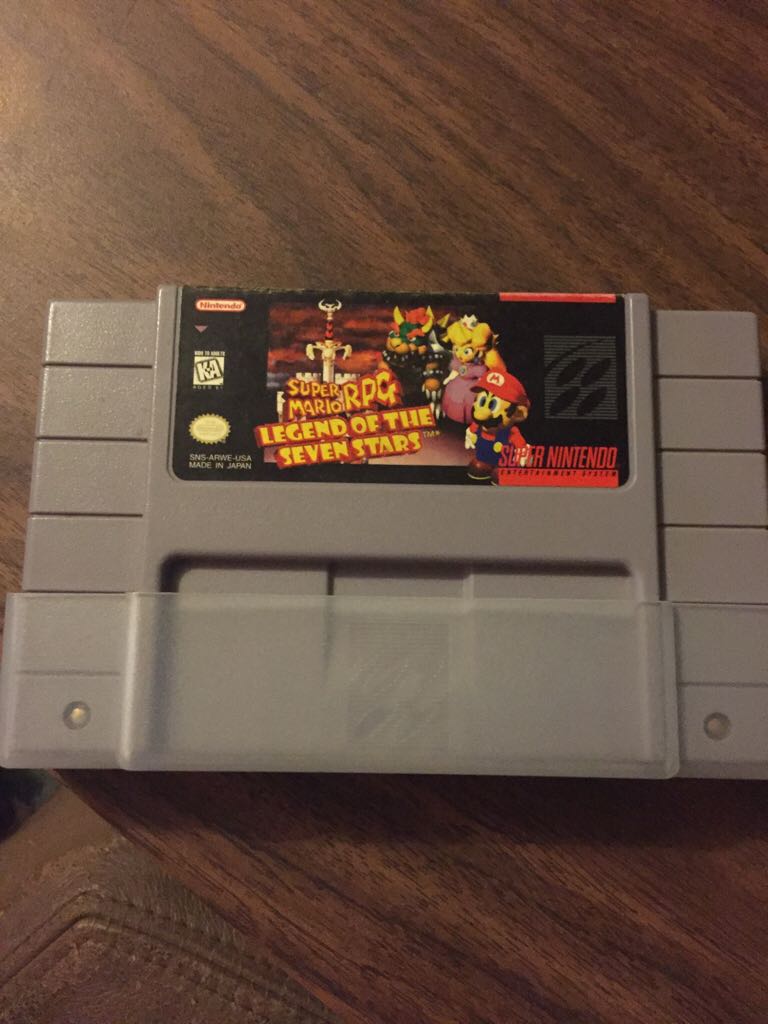 Nintendo
KIDS TO ADULTS
K-A
AGES 6+
SUPER
MARIO RPG
LEGEND OF THE
SEVEN STARS™
SNS-ARWE-USA
MADE IN JAPAN
M
SUPER NINTENDO
ENTERTAINMENT SYSTEM